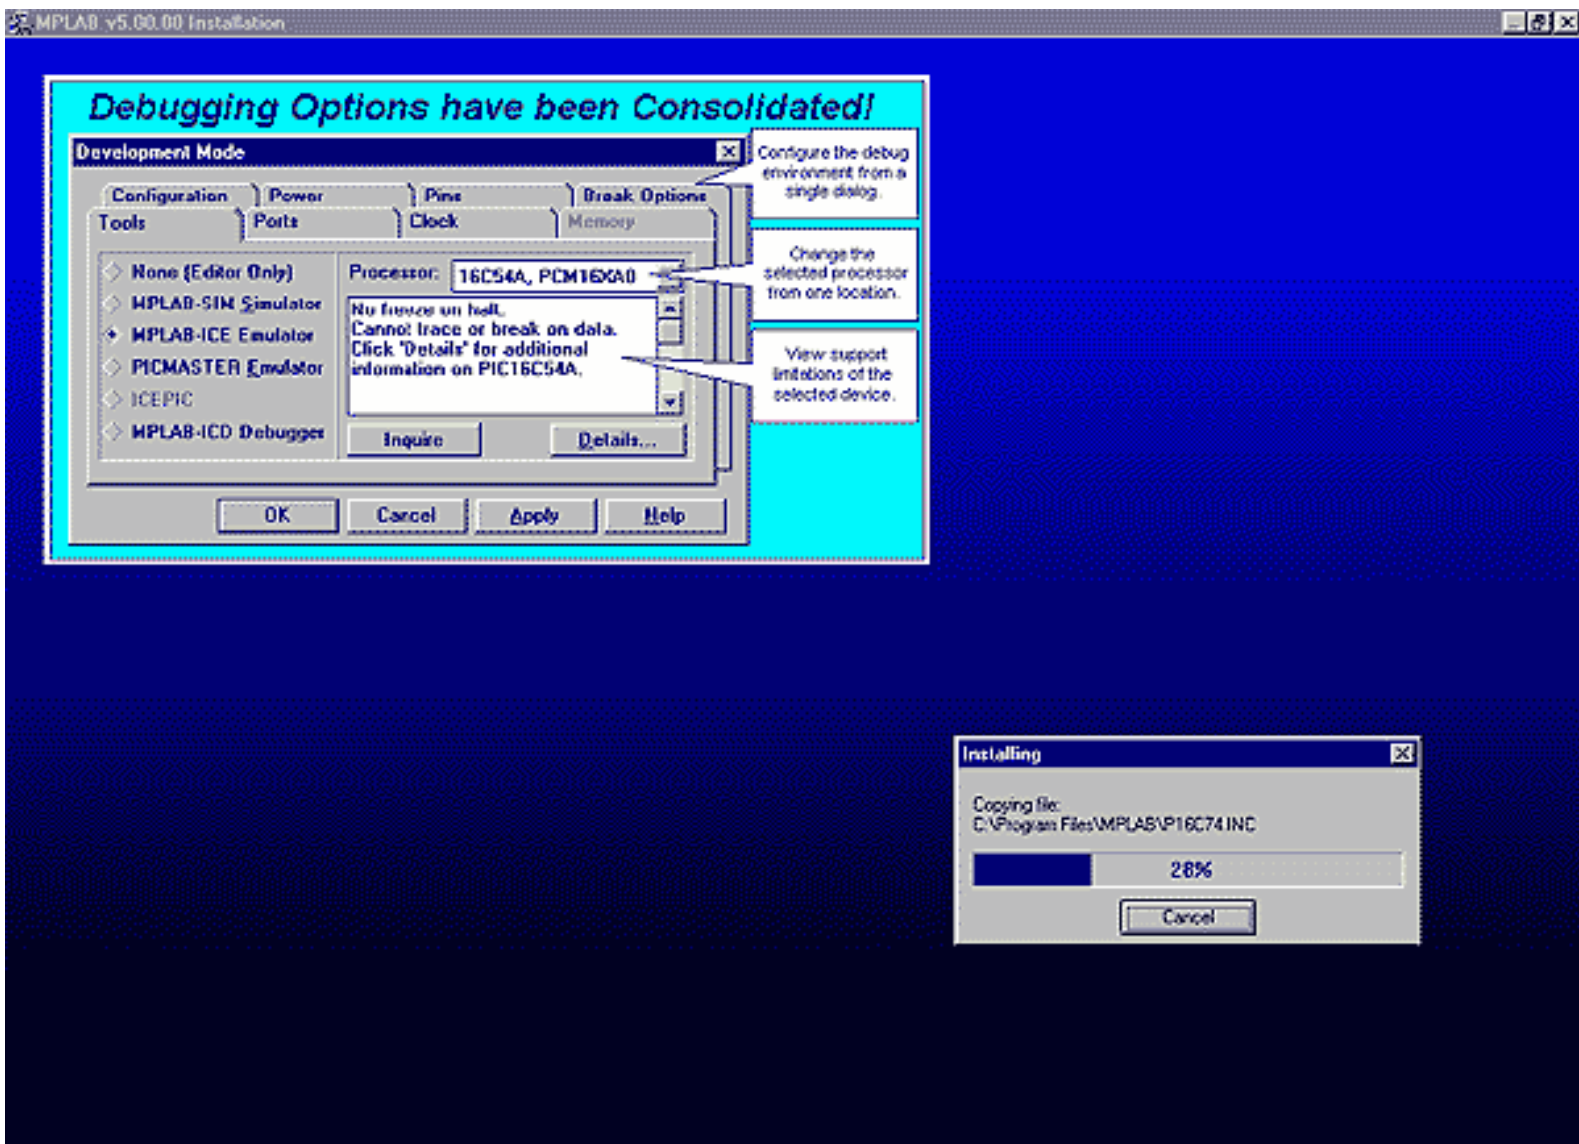 MPLAB v5.00.00 Installation
Debugging Options have been Consolidated!
Development Mode
Configuration Power Pins Break Options
Tools Ports Clock Memory
None (Editor Only)
MPLAB-SIM Simulator
MPLAB-ICE Emulator
PICMASTER Emulator
ICEPIC
MPLAB-ICD Debugger
Processor: 16C54A, PCM16XA0
No freeze on halt.
Cannot trace or break on data.
Click 'Details' for additional
information on PIC16C54A.
Inquire Details...
OK Cancel Apply Help
Configure the debug
environment from a
single dialog.
Change the
selected processor
from one location.
View support
limitations of the
selected device.
Installing
Copying file:
C:\Program Files\MPLAB\P16C74.INC
28%
Cancel